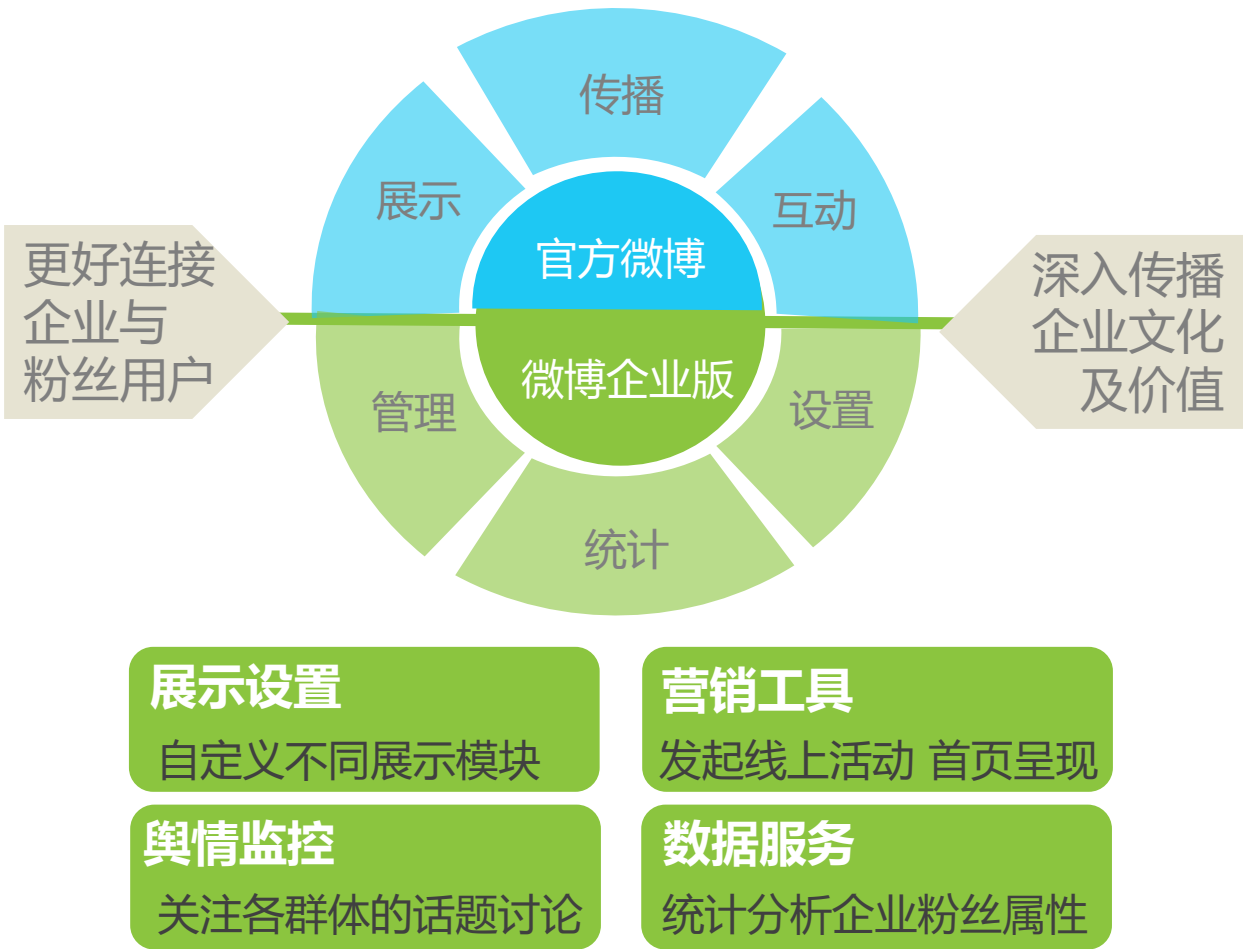 传播
展示
互动
官方微博
更好连接
企业与
粉丝用户
深入传播
企业文化
及价值
微博企业版
管理
设置
统计
展示设置
自定义不同展示模块
营销工具
发起线上活动 首页呈现
舆情监控
关注各群体的话题讨论
数据服务
统计分析企业粉丝属性